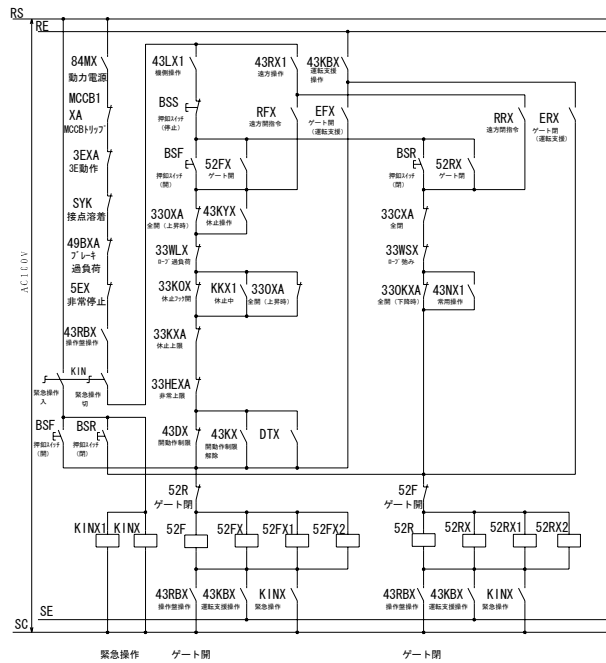 RS
RE
84MX
動力電源
43LX1
機側操作
43RX1
遠方操作
43KBX
運転支援
操作
MCCB1
XA
MCCBトリップ
BSS
押釦スイッチ
(停止)
RFX
遠方開指令
EFX
ゲート開
(運転支援)
RRX
遠方閉指令
ERX
ゲート閉
(運転支援)
3EXA
3E動作
BSF
押釦スイッチ
(開)
52FX
ゲート開
BSR
押釦スイッチ
(閉)
52RX
ゲート閉
SYK
接点溶着
33OXA
全開(上昇時)
43KYX
休止操作
33CXA
全閉
49BXA
ブレーキ
過負荷
33WLX
ロープ過負荷
33WSX
ロープ弛み
5EX
非常停止
33KOX
休止フック開
KKX1
休止中
33OXA
全開(上昇時)
33OKXA
全開(下降時)
43NX1
常用操作
AC100V
43RBX
操作盤操作
33KXA
休止上限
KIN
緊急操作
入
緊急操作
切
33HEXA
非常上限
BSF
押釦スイッチ
(開)
BSR
押釦スイッチ
(閉)
43DX
開動作制限
43KX
開動作制限
解除
DTX
52R
ゲート閉
52F
ゲート開
KINX1
KINX
52F
52FX
52FX1
52FX2
52R
52RX
52RX1
52RX2
43RBX
操作盤操作
43KBX
運転支援操作
KINX
緊急操作
43RBX
操作盤操作
43KBX
運転支援操作
KINX
緊急操作
SE
SC
緊急操作
ゲート開
ゲート閉